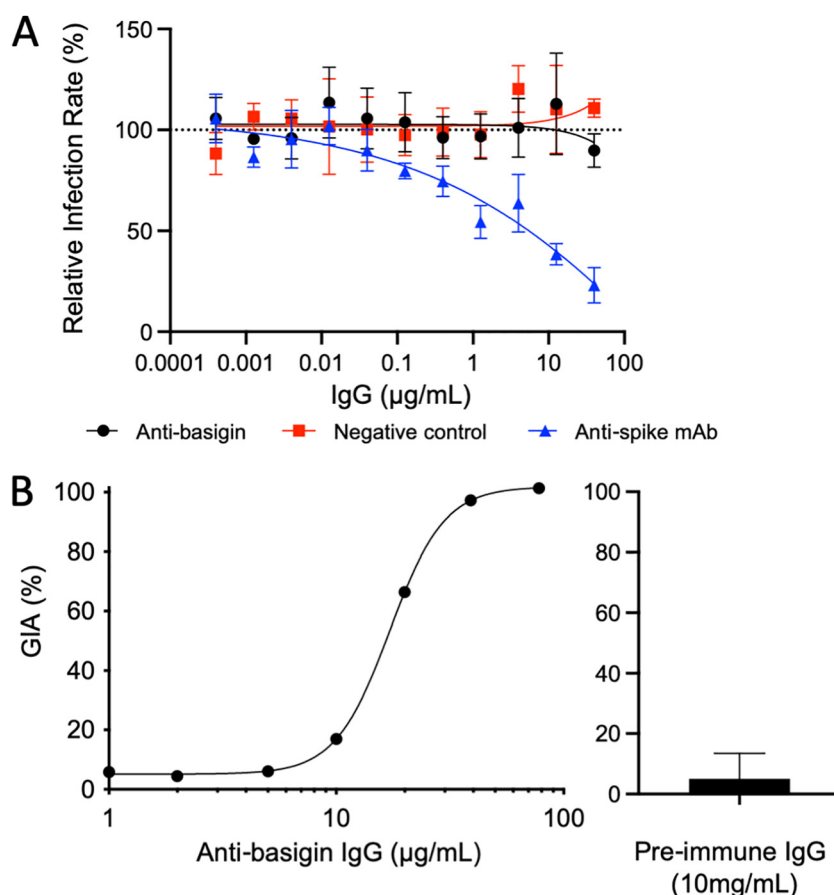 A
Relative Infection Rate (%)
150
100
50
0
0.0001 0.001 0.01 0.1 1 10 100
IgG (µg/mL)
Anti-basigin Negative control Anti-spike mAb
B
GIA (%)
100
80
60
40
20
0
1 10 100
Anti-basigin IgG (µg/mL)
100
80
60
40
20
0
Pre-immune IgG
(10mg/mL)